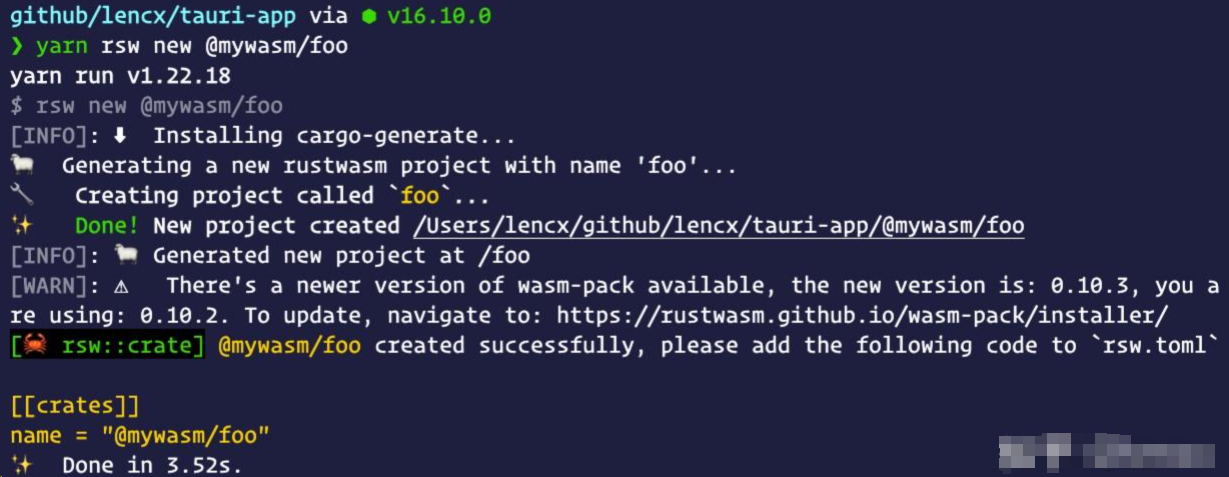 github/lencx/tauri-app via ⬢ v16.10.0
❯ yarn rsw new @mywasm/foo
yarn run v1.22.18
$ rsw new @mywasm/foo
[INFO]: ⬇ Installing cargo-generate...
🐑 Generating a new rustwasm project with name 'foo'...
🔧 Creating project called `foo`...
✨ Done! New project created /Users/lencx/github/lencx/tauri-app/@mywasm/foo
[INFO]: 🐑 Generated new project at /foo
[WARN]: ⚠ There's a newer version of wasm-pack available, the new version is: 0.10.3, you a
re using: 0.10.2. To update, navigate to: https://rustwasm.github.io/wasm-pack/installer/
[🦀 rsw::crate] @mywasm/foo created successfully, please add the following code to `rsw.toml`
[[crates]]
name = "@mywasm/foo"
✨ Done in 3.52s.